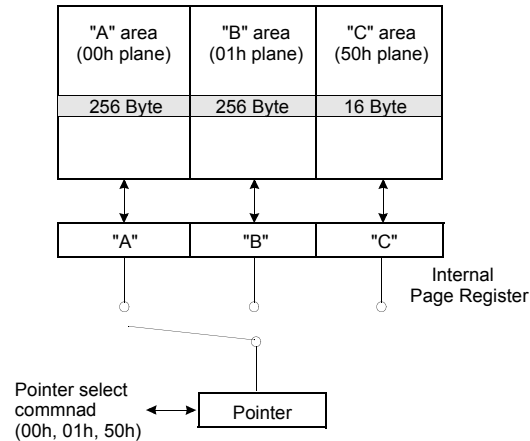 "A" area "B" area "C" area
(00h plane) (01h plane) (50h plane)
256 Byte 256 Byte 16 Byte
"A" "B" "C"
Internal
Page Register
Pointer select
commnad
(00h, 01h, 50h)
Pointer